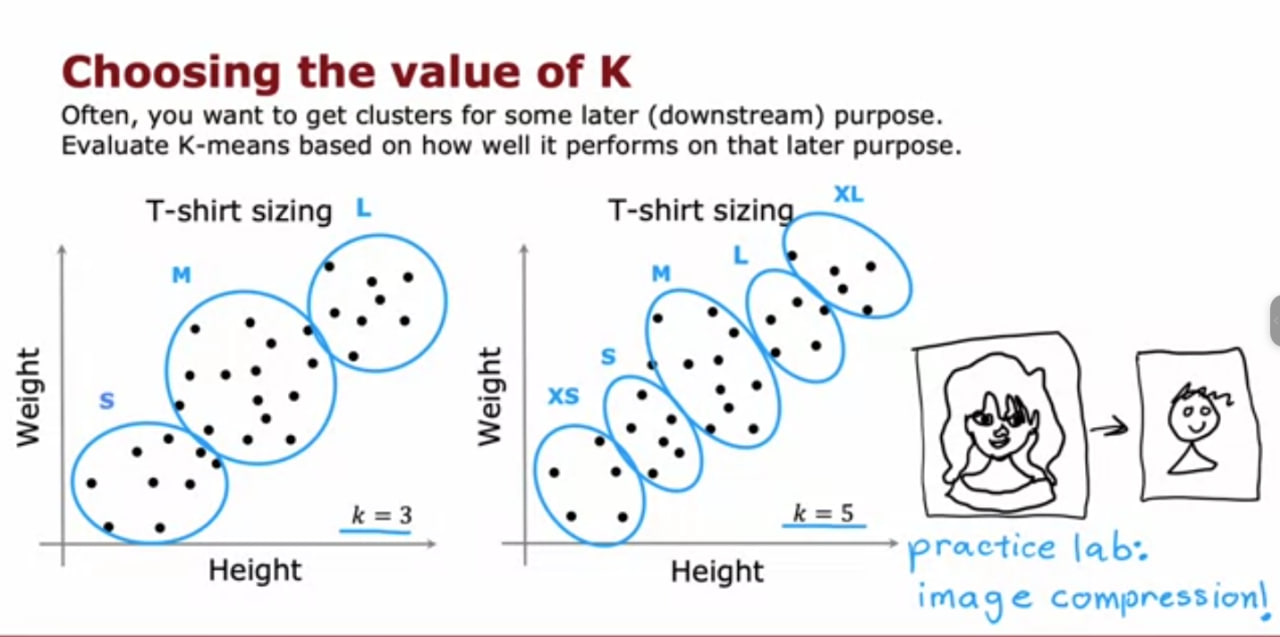 Choosing the value of K
Often, you want to get clusters for some later (downstream) purpose.
Evaluate K-means based on how well it performs on that later purpose.
T-shirt sizing
L
M
S
Weight
k = 3
Height
T-shirt sizing
XL
L
M
S
XS
Weight
k = 5
Height
practice lab:
image compression!